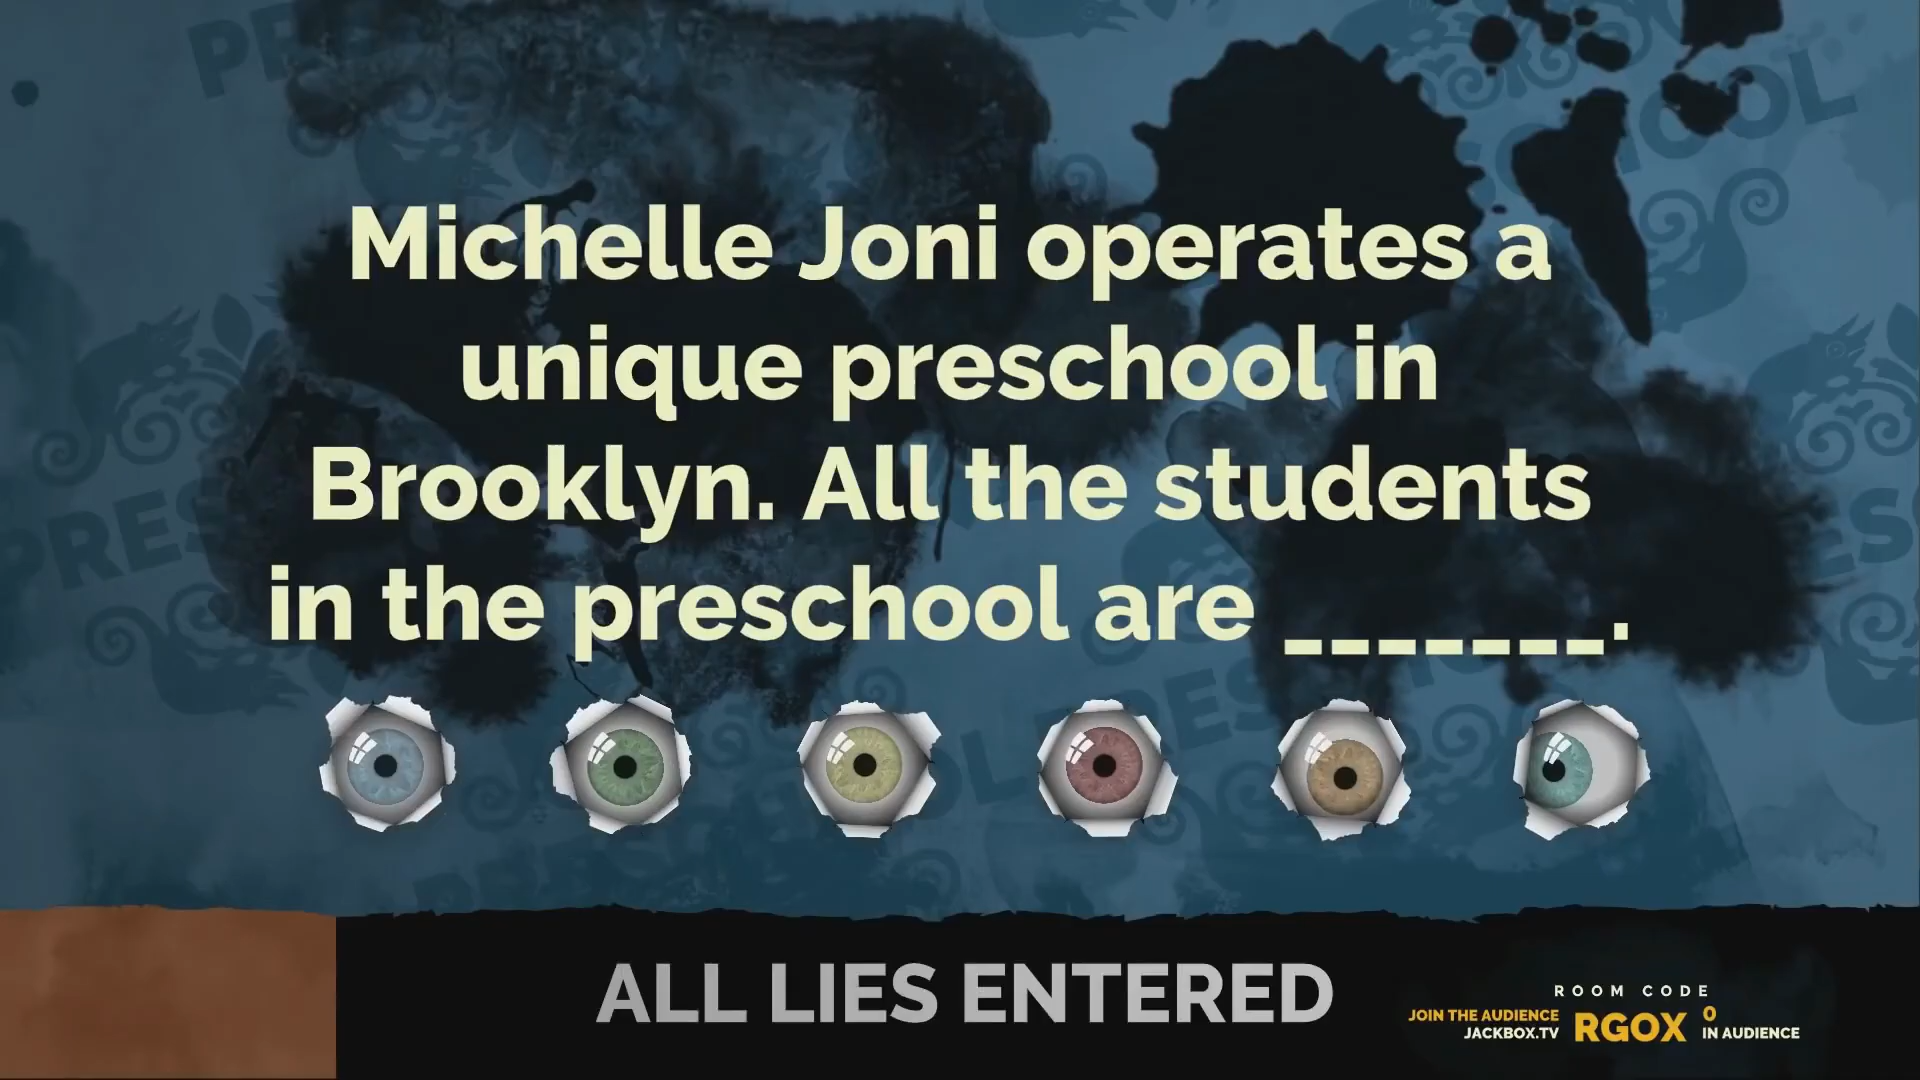 Michelle Joni operates a
unique preschool in
Brooklyn. All the students
in the preschool are _______.
ALL LIES ENTERED
ROOM CODE
JOIN THE AUDIENCE
JACKBOX.TV
RGOX
0
IN AUDIENCE